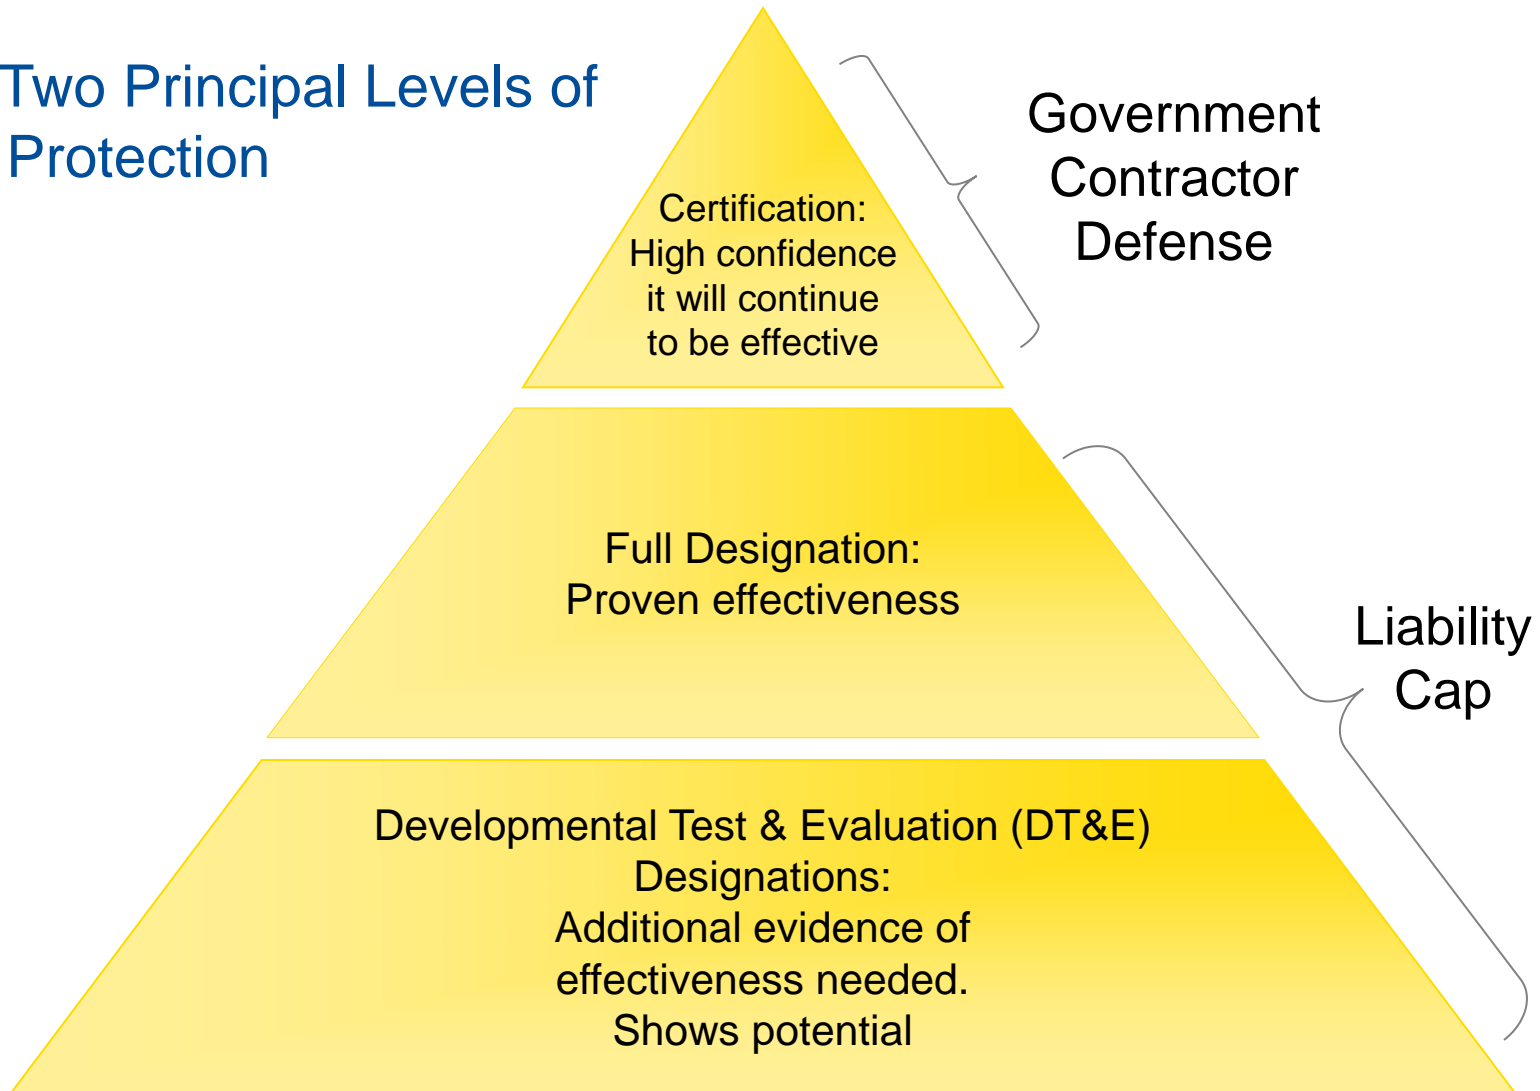 Two Principal Levels of
Protection
Government
Contractor
Defense
Certification:
High confidence
it will continue
to be effective
Full Designation:
Proven effectiveness
Liability
Cap
Developmental Test & Evaluation (DT&E)
Designations:
Additional evidence of
effectiveness needed.
Shows potential